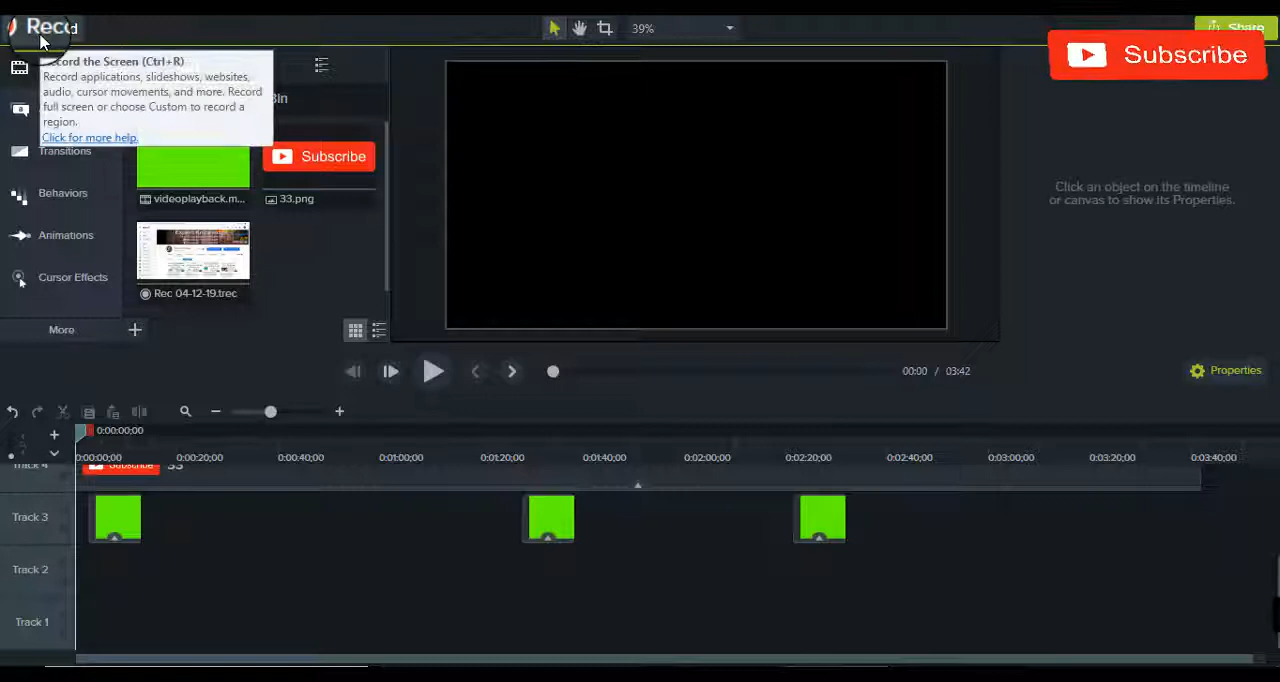 Record
39%
Share
Subscribe
Record the Screen (Ctrl+R)
Record applications, slideshows, websites,
audio, cursor movements, and more. Record
full screen or choose Custom to record a
region.
Click for more help.
Bin
Transitions
Behaviors
Animations
Cursor Effects
More
Subscribe
videoplayback.m...
33.png
Rec 04-12-19.trec
Click an object on the timeline
or canvas to show its Properties.
00:00 / 03:42
Properties
0:00:00;00
0:00:00;00 0:00:20;00 0:00:40;00 0:01:00;00 0:01:20;00 0:01:40;00 0:02:00;00 0:02:20;00 0:02:40;00 0:03:00;00 0:03:20;00 0:03:40;00
Track 4
Subscribe 33
Track 3
Track 2
Track 1